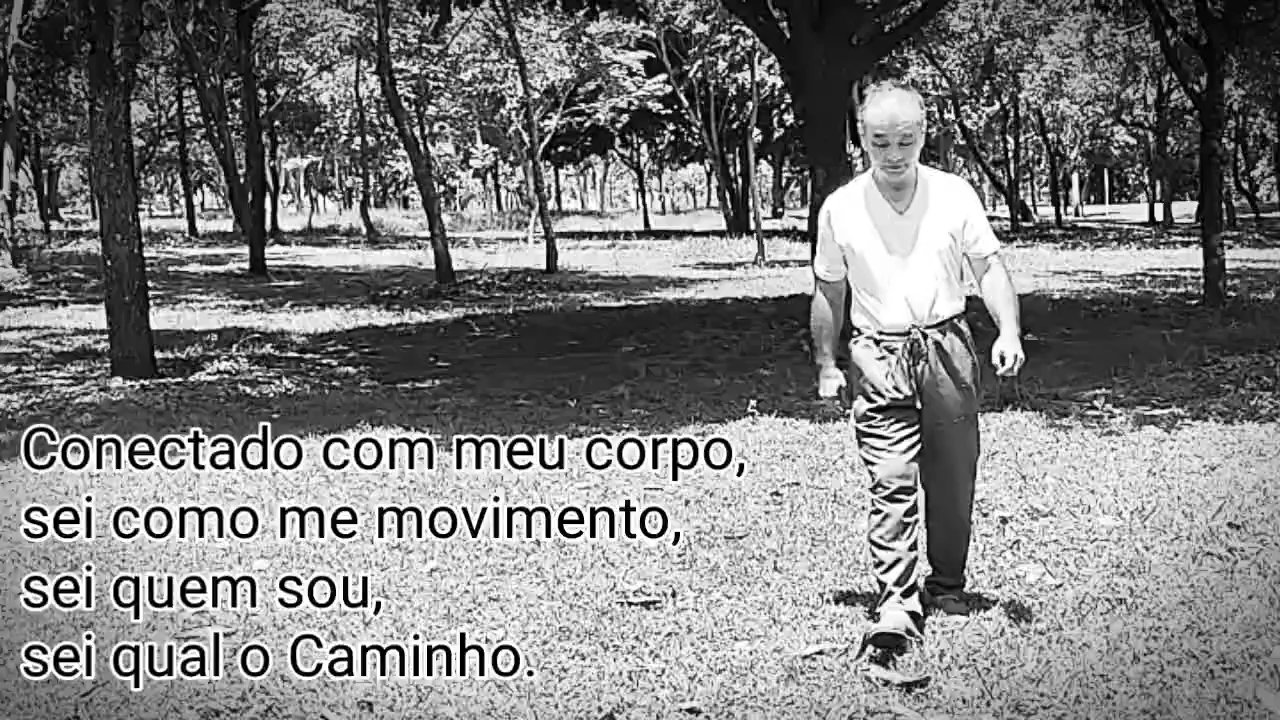 Conectado com meu corpo,
sei como me movimento,
sei quem sou,
sei qual o Caminho.